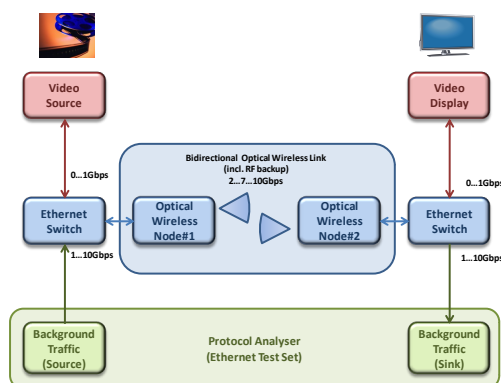 Video
Source
Video
Display
0...1Gbps
0...1Gbps
Bidirectional Optical Wireless Link
(incl. RF backup)
2...7...10Gbps
Ethernet
Switch
Optical
Wireless
Node#1
Optical
Wireless
Node#2
Ethernet
Switch
1...10Gbps
1...10Gbps
Background
Traffic
(Source)
Protocol Analyser
(Ethernet Test Set)
Background
Traffic
(Sink)